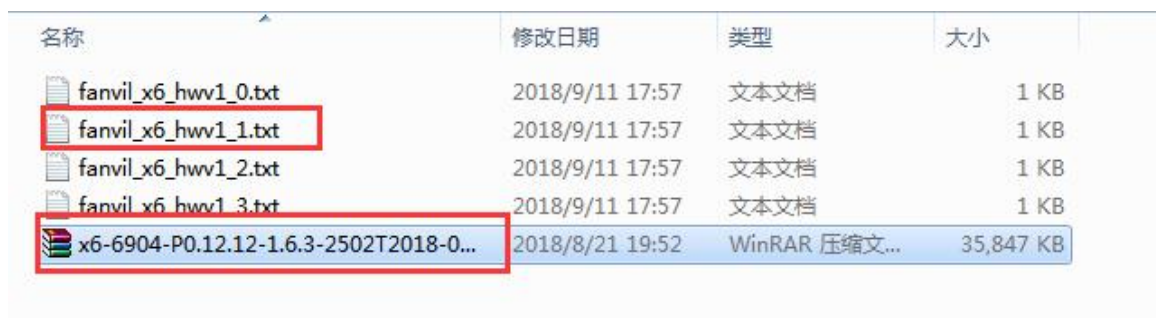 名称 修改日期 类型 大小
fanvil_x6_hwv1_0.txt 2018/9/11 17:57 文本文档 1 KB
fanvil_x6_hwv1_1.txt 2018/9/11 17:57 文本文档 1 KB
fanvil_x6_hwv1_2.txt 2018/9/11 17:57 文本文档 1 KB
fanvil_x6_hwv1_3.txt 2018/9/11 17:57 文本文档 1 KB
x6-6904-P0.12.12-1.6.3-2502T2018-0... 2018/8/21 19:52 WinRAR 压缩文... 35,847 KB